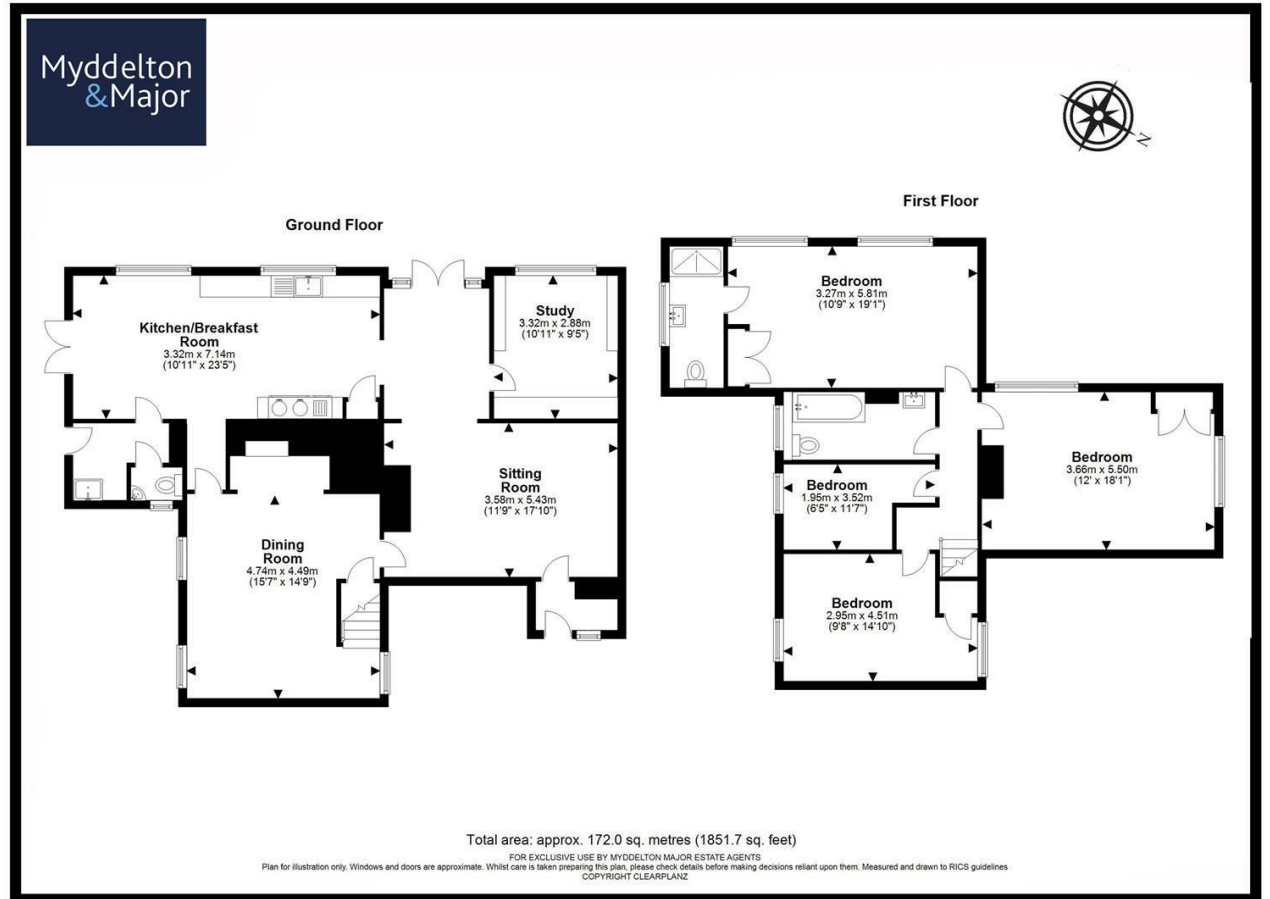 Myddelton
&Major
N
Ground Floor
First Floor
Kitchen/Breakfast
Room
3.32m x 7.14m
(10'11" x 23'5")
Study
3.32m x 2.88m
(10'11" x 9'5")
Sitting
Room
3.58m x 5.43m
(11'9" x 17'10")
Dining
Room
4.74m x 4.49m
(15'7" x 14'9")
Bedroom
3.27m x 5.81m
(10'9" x 19'1")
Bedroom
3.66m x 5.50m
(12' x 18'1")
Bedroom
1.95m x 3.52m
(6'5" x 11'7")
Bedroom
2.95m x 4.51m
(9'8" x 14'10")
Total area: approx. 172.0 sq. metres (1851.7 sq. feet)
FOR EXCLUSIVE USE BY MYDDELTON MAJOR ESTATE AGENTS
Plan for illustration only. Windows and doors are approximate. Whilst care is taken preparing this plan, please check details before making decisions reliant upon them. Measured and drawn to RICS guidelines
COPYRIGHT CLEARPLANZ